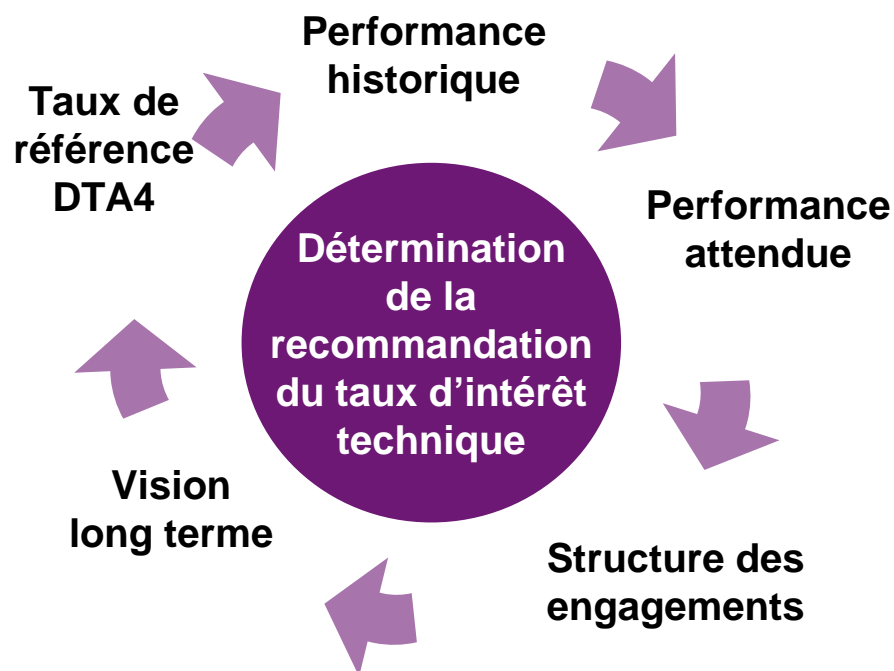 Performance
historique
Taux de
référence
DTA4
Performance
attendue
Détermination
de la
recommandation
du taux d’intérêt
technique
Vision
long terme
Structure des
engagements